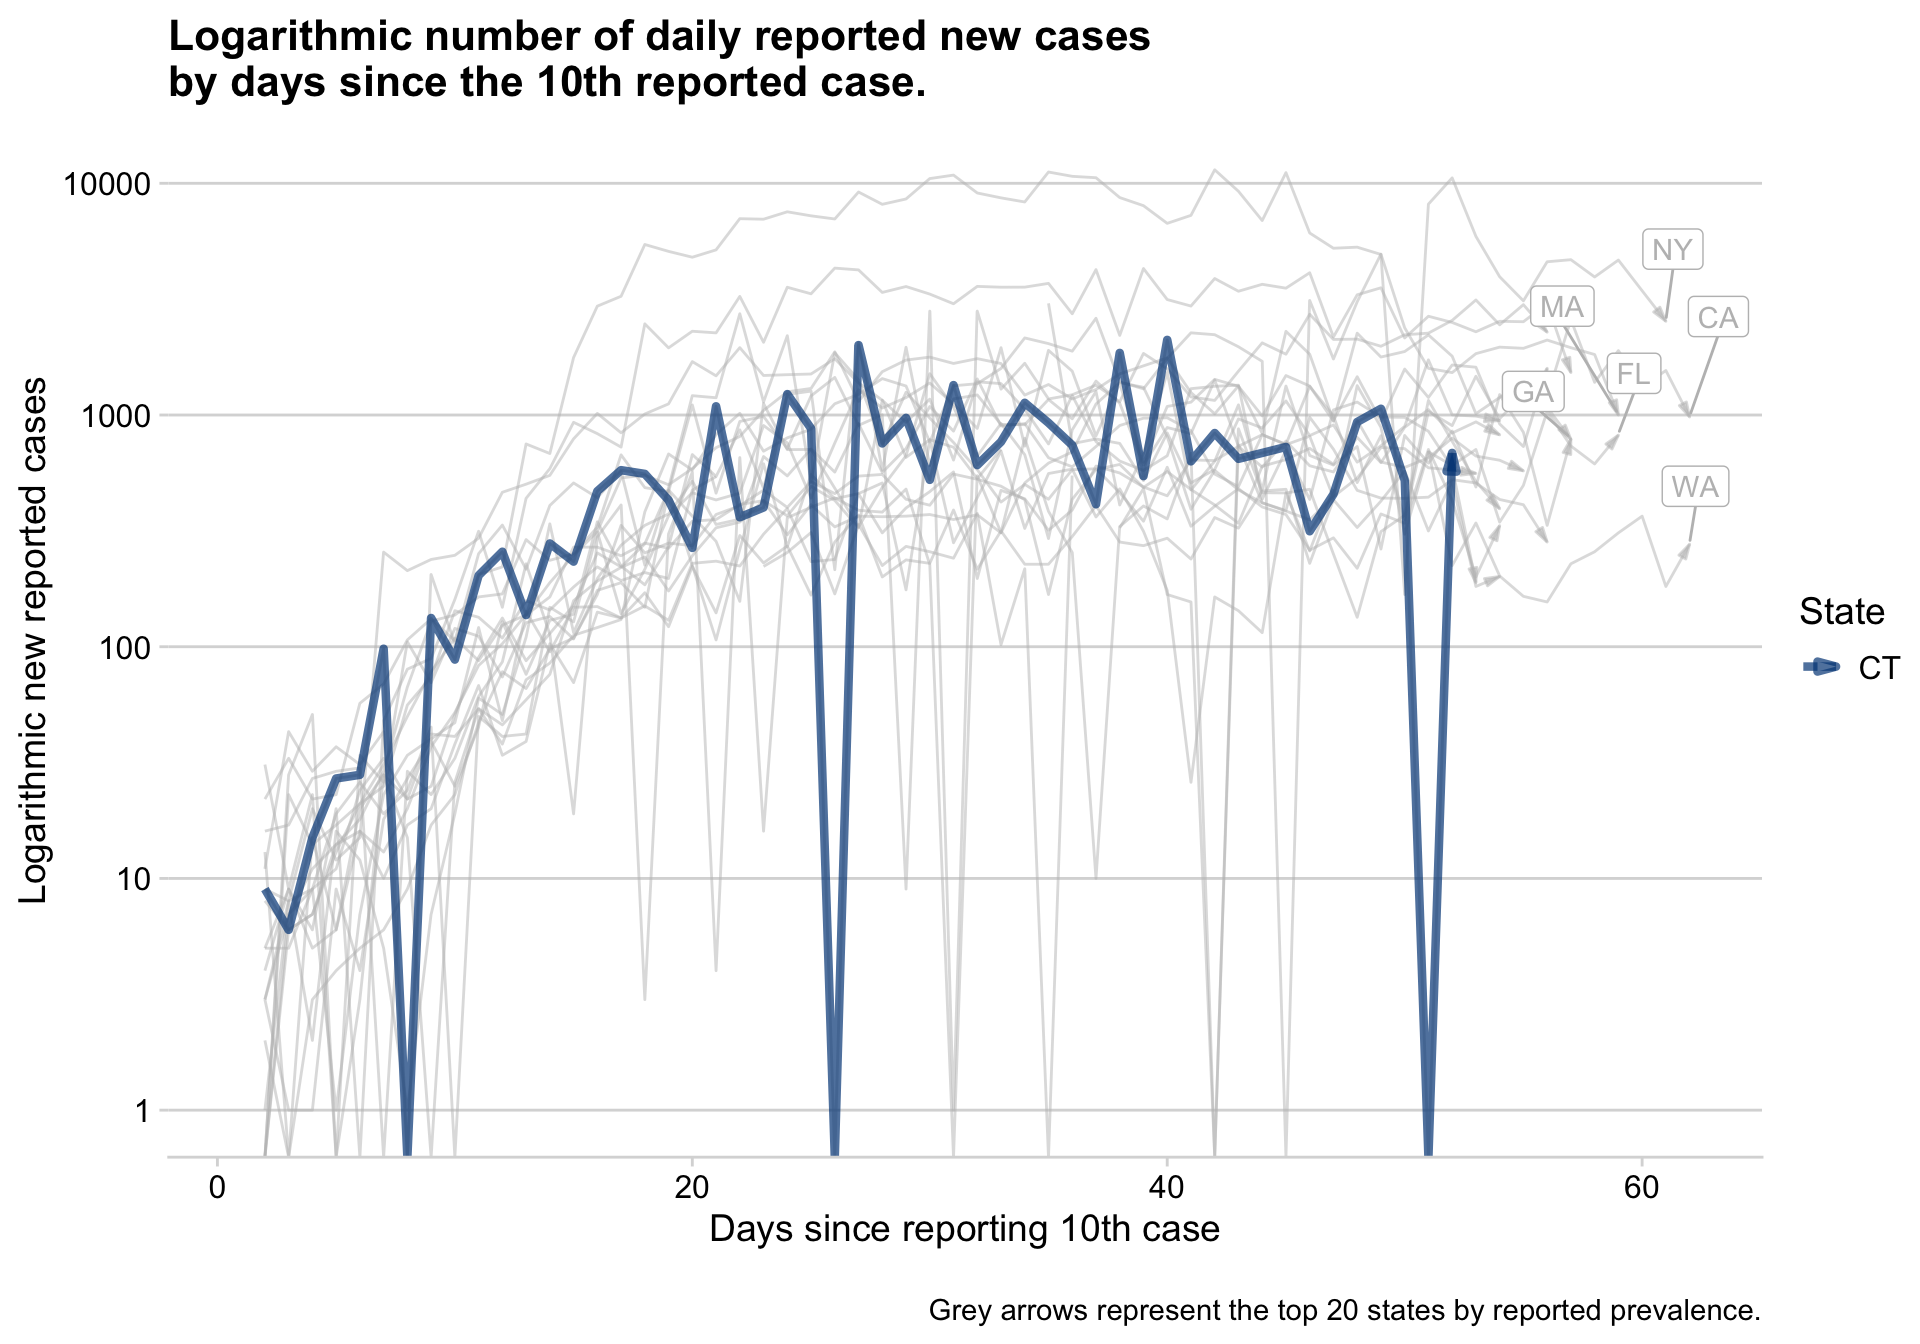 Logarithmic number of daily reported new cases
by days since the 10th reported case.
Logarithmic new reported cases
10000
1000
100
10
1
NY
MA
CA
FL
GA
WA
State
CT
0
20
40
60
Days since reporting 10th case
Grey arrows represent the top 20 states by reported prevalence.